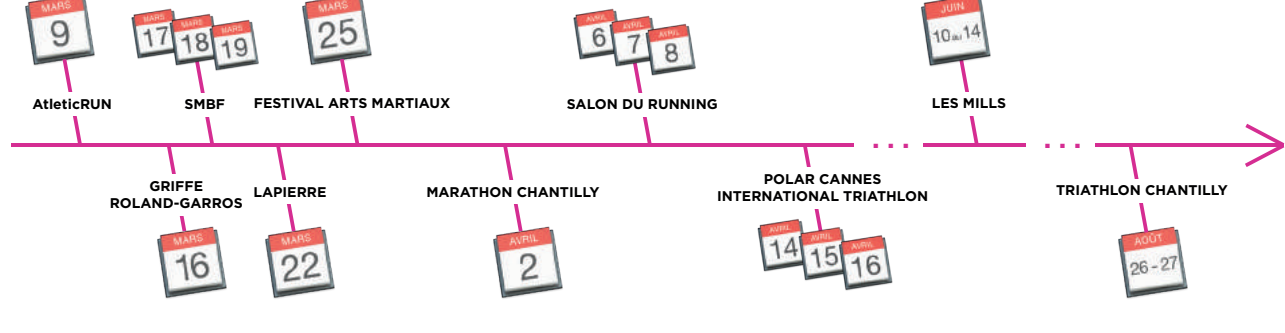 MARS
9
MARS
17
MARS
18
MARS
19
MARS
25
AVRIL
6
AVRIL
7
AVRIL
8
JUIN
10 au 14
AtleticRUN
SMBF
FESTIVAL ARTS MARTIAUX
SALON DU RUNNING
LES MILLS
GRIFFE
ROLAND-GARROS
LAPIERRE
MARATHON CHANTILLY
POLAR CANNES
INTERNATIONAL TRIATHLON
TRIATHLON CHANTILLY
MARS
16
MARS
22
AVRIL
2
AVRIL
14
AVRIL
15
AVRIL
16
AOÛT
26 - 27